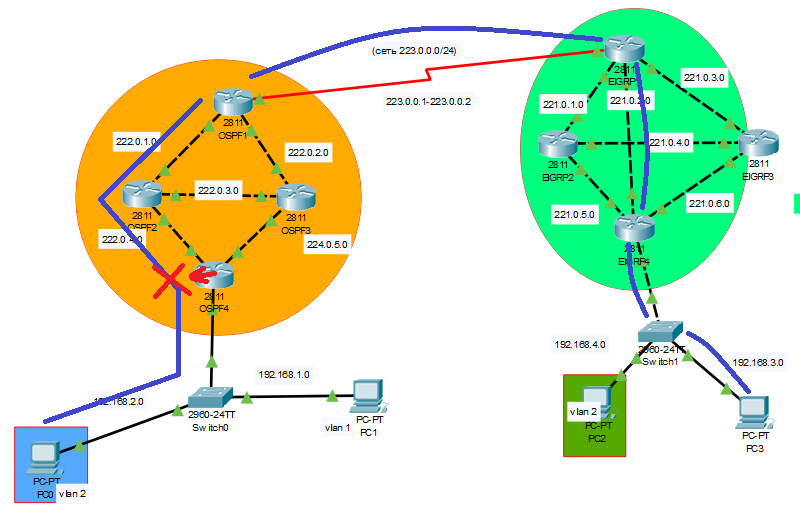 (сеть 223.0.0.0/24)
223.0.0.1-223.0.0.2
2811
OSPF1
222.0.1.0
222.0.2.0
2811
OSPF2
222.0.3.0
2811
OSPF3
222.0.4.0
224.0.5.0
2811
OSPF4
192.168.1.0
192.168.2.0
2960-24TT
Switch0
vlan 1
PC-PT
PC1
PC-PT
PC0
vlan 2
2811
221.0.3.0
221.0.1.0
221.0.2.0
2811
EIGRP2
221.0.4.0
2811
EIGRP3
221.0.5.0
221.0.6.0
2811
EIGRP4
192.168.4.0
2960-24TT
Switch1
192.168.3.0
vlan 2
PC-PT
PC2
PC-PT
PC3